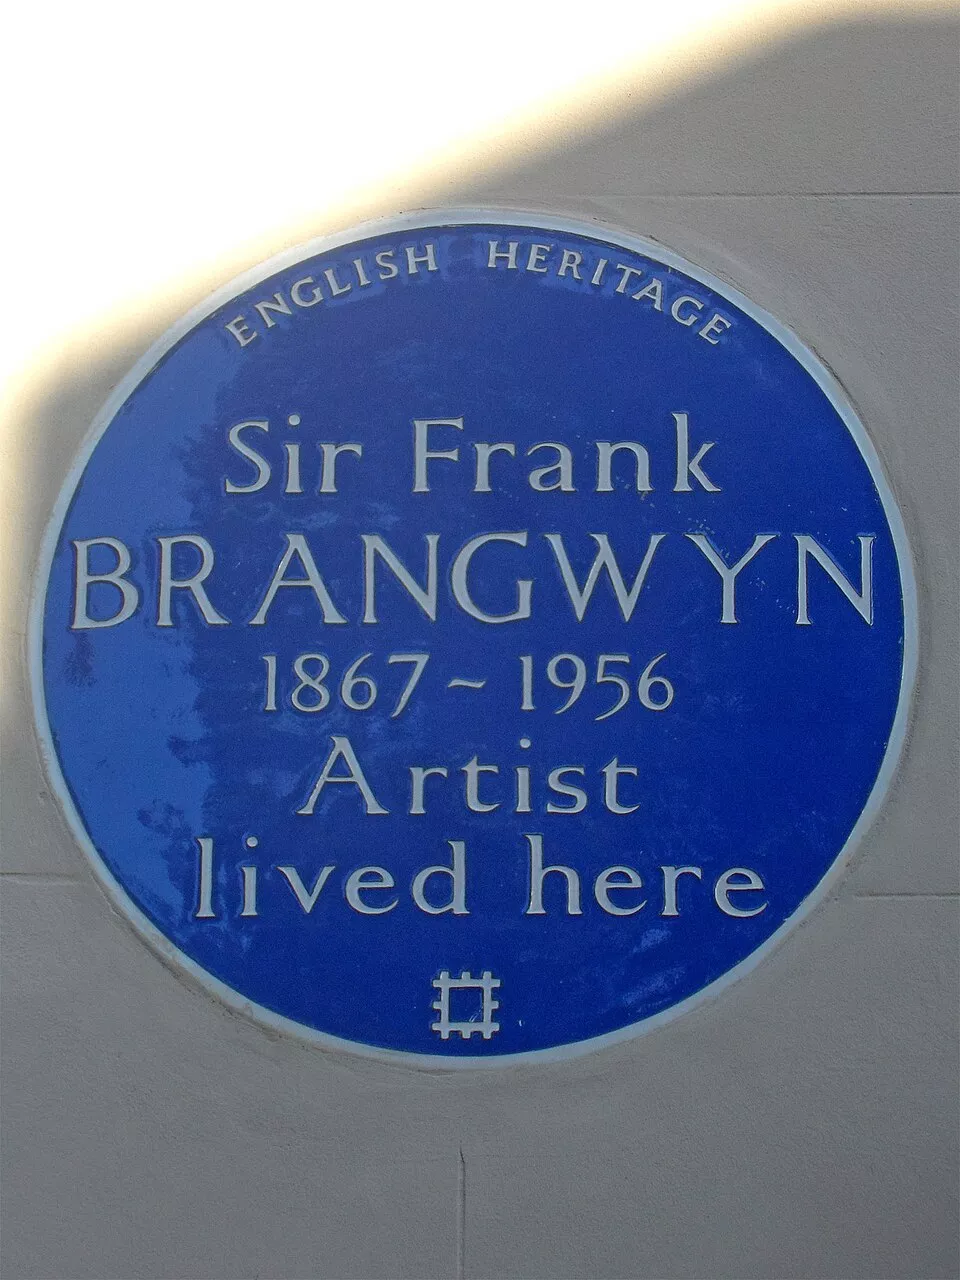 ENGLISH HERITAGE
Sir Frank
BRANGWYN
1867 ~ 1956
Artist
lived here